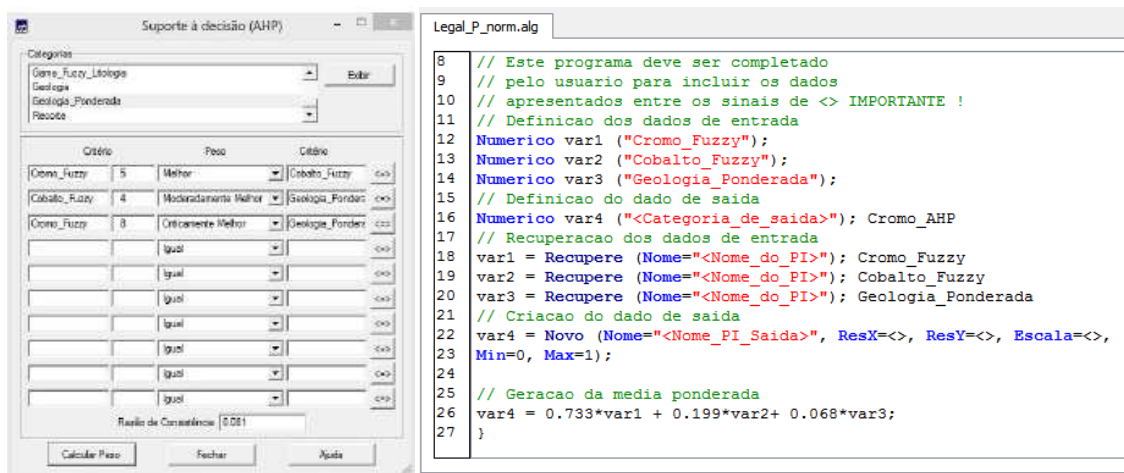 Suporte à decisão (AHP)
Categorias
Game_Fuzzy_Litologia
Geologia
Geologia_Ponderada
Recorte
Exibir
Critério Peso Critério
Cromo_Fuzzy 5 Melhor Cobalto_Fuzzy <=>
Cobalto_Fuzzy 4 Moderadamente Melhor Geologia_Ponder <=>
Cromo_Fuzzy 8 Criticamente Melhor Geologia_Ponder <=>
Igual <=>
Igual <=>
Igual <=>
Igual <=>
Igual <=>
Igual <=>
Igual <=>
Razão de Consistência 0.081
Calcular Peso Fechar Ajuda
Legal_P_norm.alg
8 // Este programa deve ser completado
9 // pelo usuario para incluir os dados
10 // apresentados entre os sinais de <> IMPORTANTE !
11 // Definicao dos dados de entrada
12 Numerico var1 ("Cromo_Fuzzy");
13 Numerico var2 ("Cobalto_Fuzzy");
14 Numerico var3 ("Geologia_Ponderada");
15 // Definicao do dado de saida
16 Numerico var4 ("<Categoria_de_saida>"); Cromo_AHP
17 // Recuperacao dos dados de entrada
18 var1 = Recupere (Nome="<Nome_do_PI>"); Cromo_Fuzzy
19 var2 = Recupere (Nome="<Nome_do_PI>"); Cobalto_Fuzzy
20 var3 = Recupere (Nome="<Nome_do_PI>"); Geologia_Ponderada
21 // Criacao do dado de saida
22 var4 = Novo (Nome="<Nome_PI_Saida>", ResX=<>, ResY=<>, Escala=<>,
23 Min=0, Max=1);
24
25 // Geracao da media ponderada
26 var4 = 0.733*var1 + 0.199*var2+ 0.068*var3;
27 }